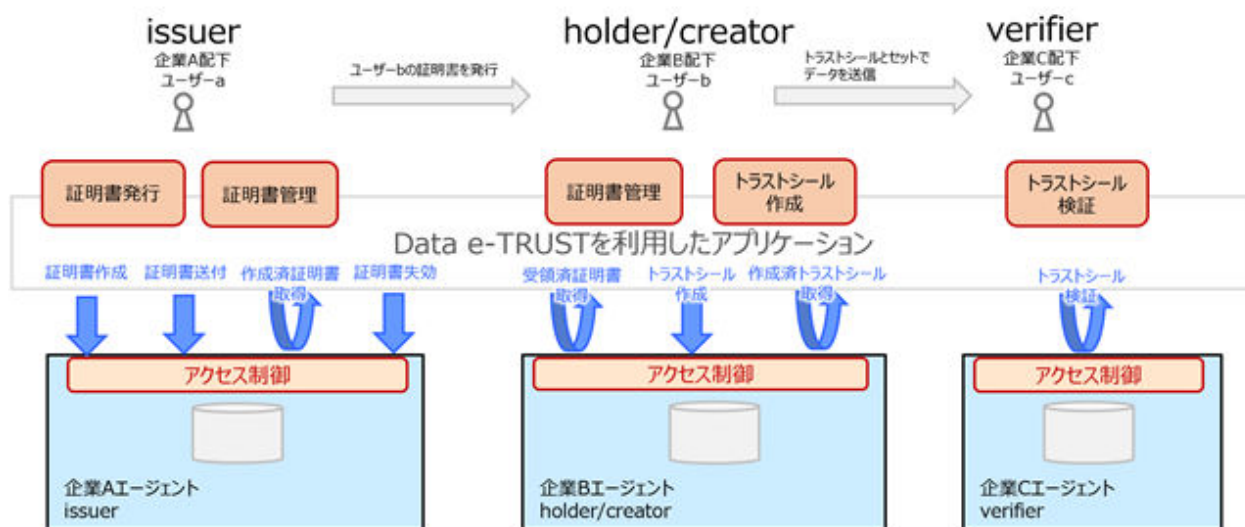 issuer
企業A配下
ユーザーa
ユーザーbの証明書を発行
holder/creator
企業B配下
ユーザーb
トラストシールとセットで
データを送信
verifier
企業C配下
ユーザーc
証明書発行
証明書管理
証明書管理
トラストシール
作成
トラストシール
検証
Data e-TRUSTを利用したアプリケーション
証明書作成
証明書送付
作成済証明書
取得
証明書失効
受領済証明書
取得
トラストシール
作成
作成済トラストシール
取得
トラストシール
検証
アクセス制御
アクセス制御
アクセス制御
企業Aエージェント
issuer
企業Bエージェント
holder/creator
企業Cエージェント
verifier